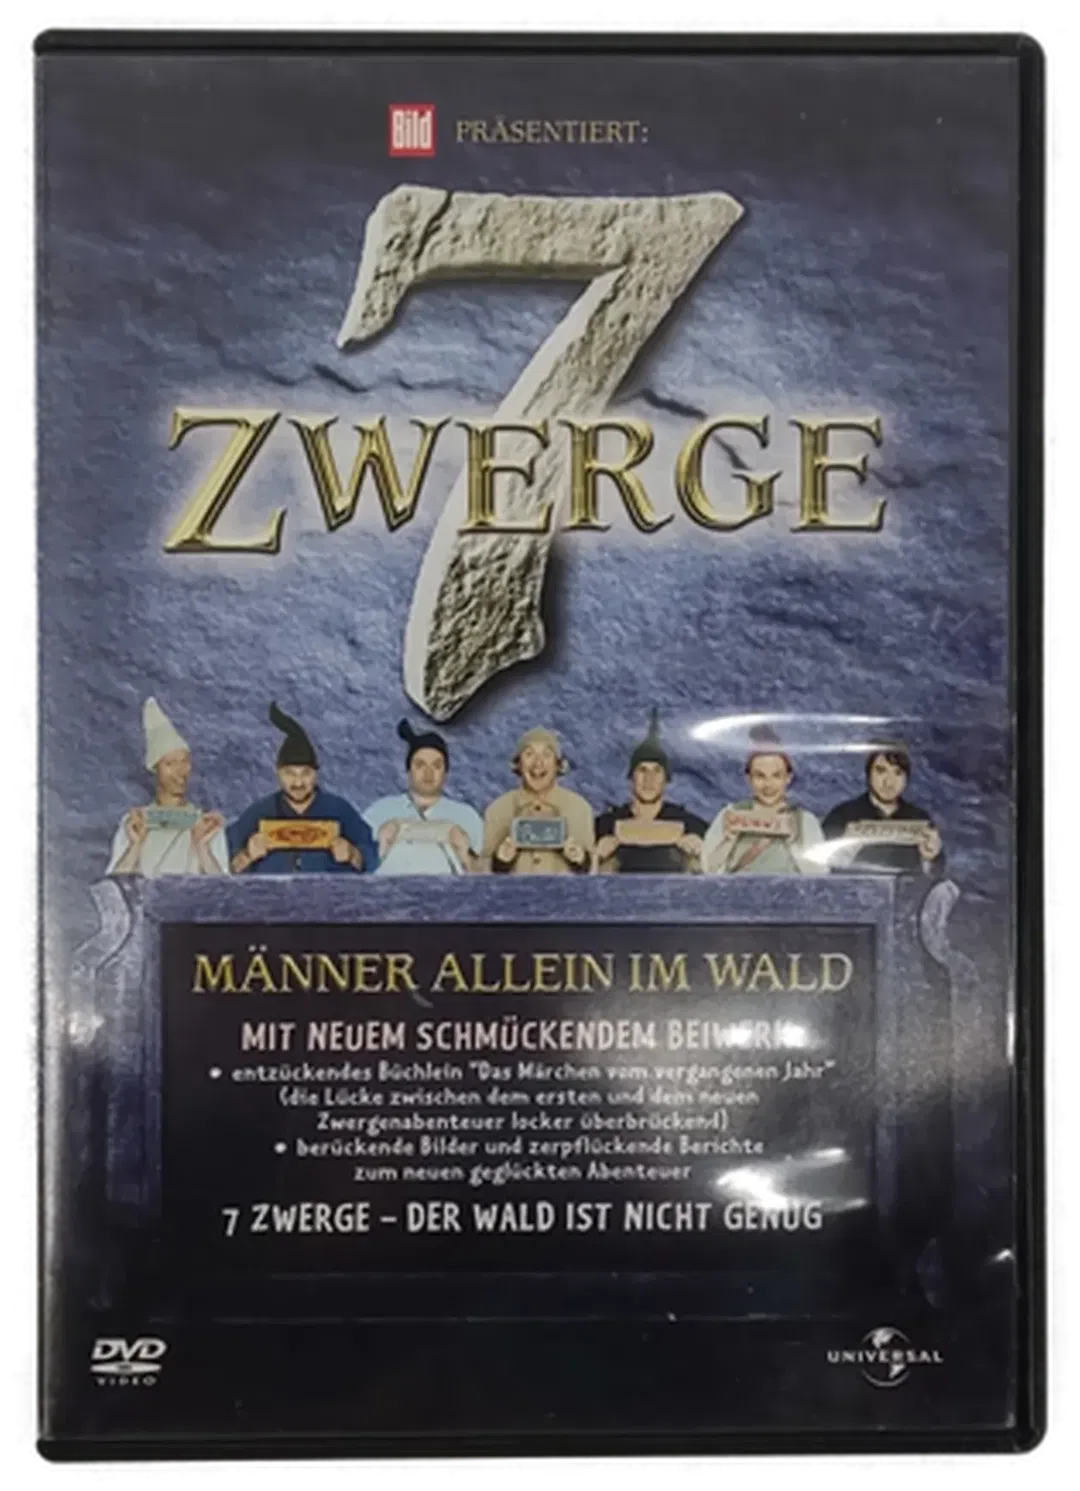 Bild PRÄSENTIERT:
7
ZWERGE
MÄNNER ALLEIN IM WALD
MIT NEUEM SCHMÜCKENDEM BEIWERK
• entzückendes Büchlein "Das Märchen vom vergangenen Jahr"
(die Lücke zwischen dem ersten und dem neuen
Zwergenabenteuer locker überbrückend)
• berückende Bilder und zerpflückende Berichte
zum neuen geglückten Abenteuer
7 ZWERGE – DER WALD IST NICHT GENUG
DVD
VIDEO
UNIVERSAL